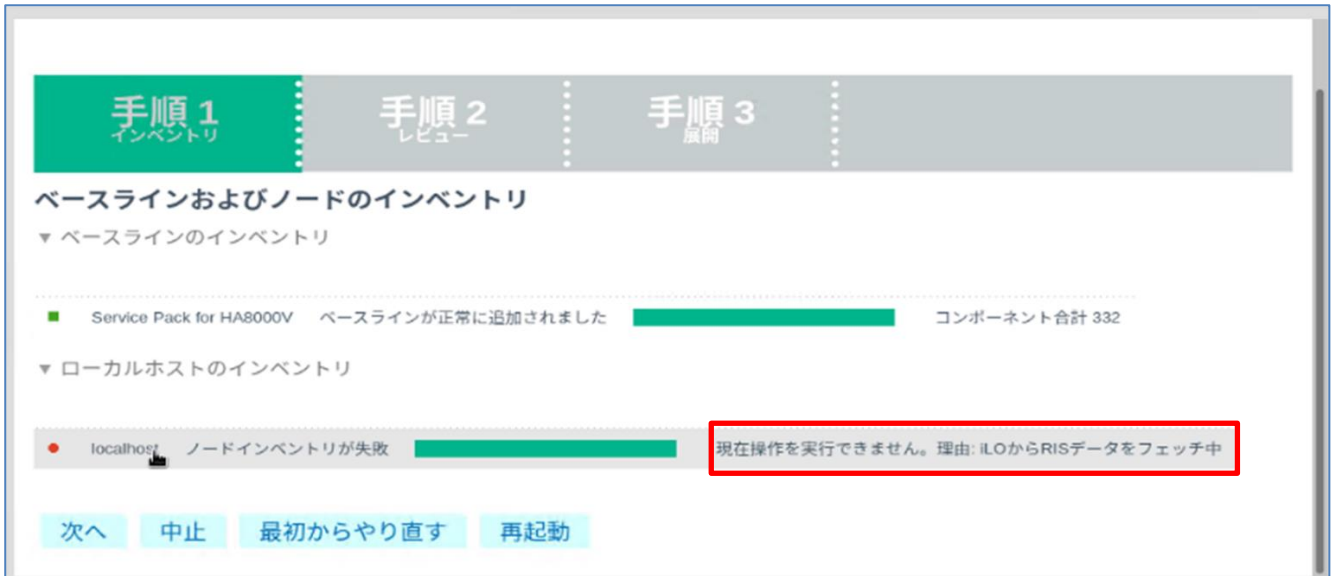 手順 1
インベントリ
手順 2
レビュー
手順 3
展開
ベースラインおよびノードのインベントリ
▼ ベースラインのインベントリ
Service Pack for HA8000V ベースラインが正常に追加されました コンポーネント合計 332
▼ ローカルホストのインベントリ
localhost ノードインベントリが失敗 現在操作を実行できません。理由: iLOからRISデータをフェッチ中
次へ 中止 最初からやり直す 再起動